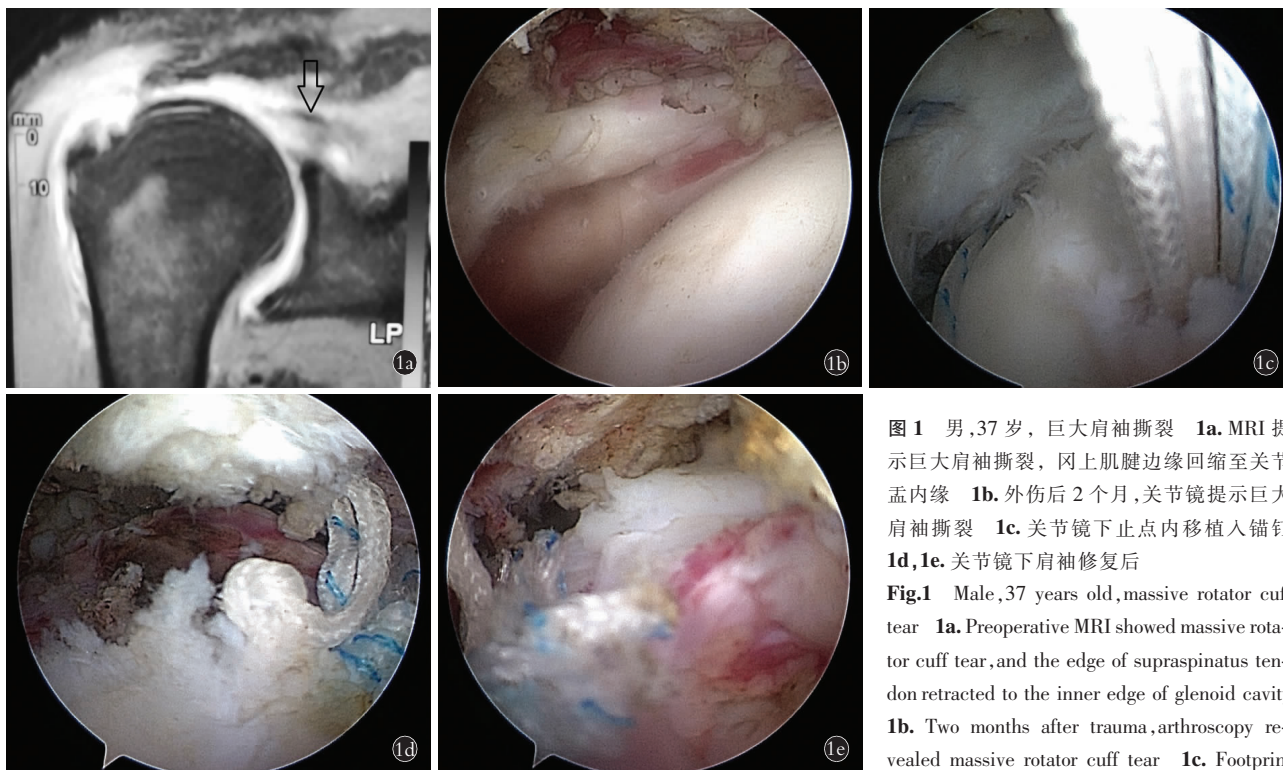 mm
0
10
LP
1a
1b
1c
1d
1e
图 1 男,37 岁, 巨大肩袖撕裂 1a. MRI 提
示巨大肩袖撕裂, 冈上肌腱边缘回缩至关节
盂内缘 1b. 外伤后 2 个月,关节镜提示巨大
肩袖撕裂 1c. 关节镜下止点内移植入锚钉
1d,1e. 关节镜下肩袖修复后
Fig.1 Male,37 years old,massive rotator cuff
tear 1a. Preoperative MRI showed massive rota-
tor cuff tear,and the edge of supraspinatus ten-
don retracted to the inner edge of glenoid cavity
1b. Two months after trauma,arthroscopy re-
vealed massive rotator cuff tear 1c. Footprin